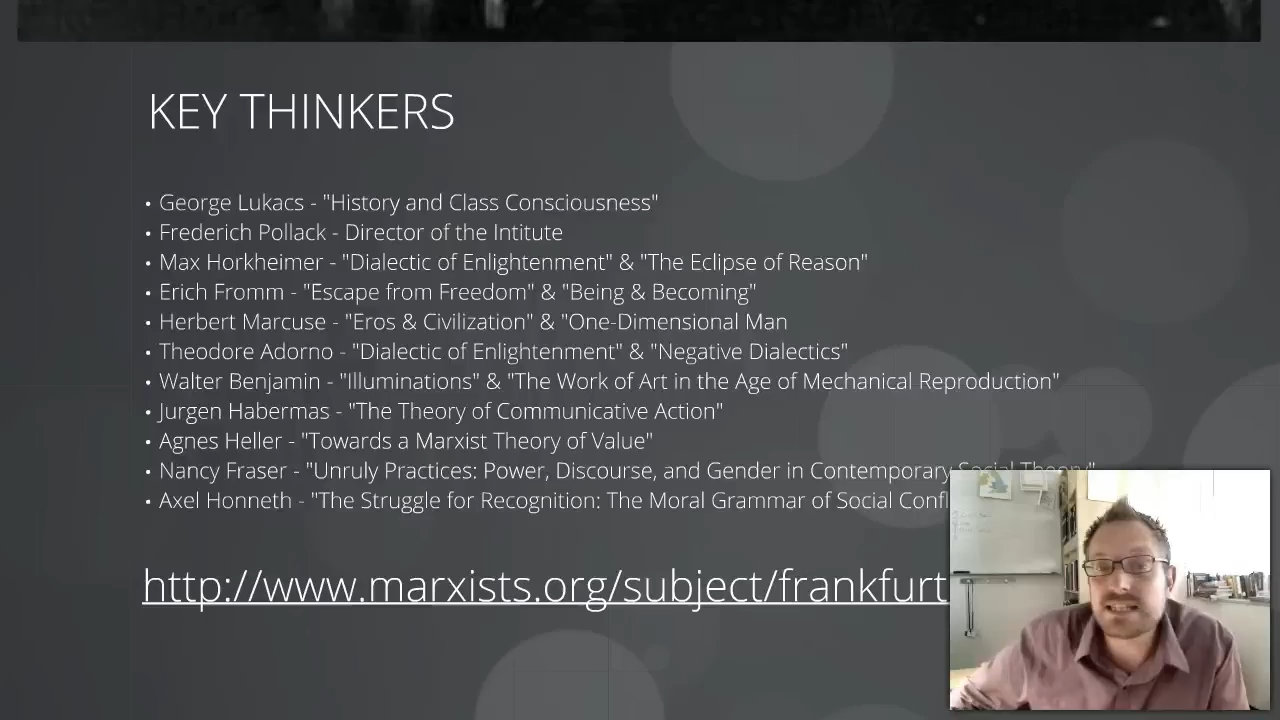 KEY THINKERS
• George Lukacs - "History and Class Consciousness"
• Frederich Pollack - Director of the Intitute
• Max Horkheimer - "Dialectic of Enlightenment" & "The Eclipse of Reason"
• Erich Fromm - "Escape from Freedom" & "Being & Becoming"
• Herbert Marcuse - "Eros & Civilization" & "One-Dimensional Man
• Theodore Adorno - "Dialectic of Enlightenment" & "Negative Dialectics"
• Walter Benjamin - "Illuminations" & "The Work of Art in the Age of Mechanical Reproduction"
• Jurgen Habermas - "The Theory of Communicative Action"
• Agnes Heller - "Towards a Marxist Theory of Value"
• Nancy Fraser - "Unruly Practices: Power, Discourse, and Gender in Contemporary Social Theory"
• Axel Honneth - "The Struggle for Recognition: The Moral Grammar of Social
http://www.marxists.org/subject/frankfurt